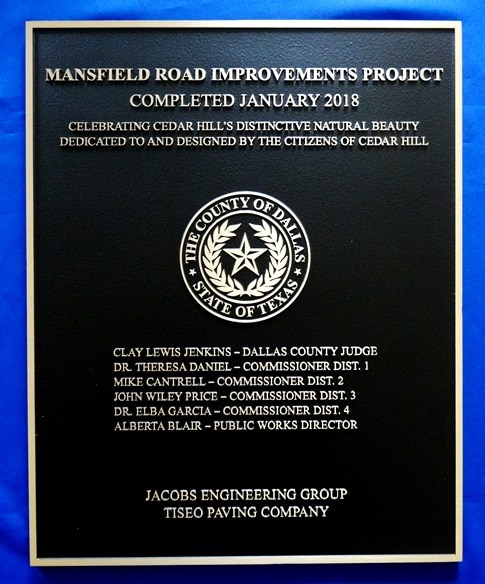 MANSFIELD ROAD IMPROVEMENTS PROJECT
COMPLETED JANUARY 2018
CELEBRATING CEDAR HILL'S DISTINCTIVE NATURAL BEAUTY
DEDICATED TO AND DESIGNED BY THE CITIZENS OF CEDAR HILL
THE COUNTY OF DALLAS
STATE OF TEXAS
CLAY LEWIS JENKINS – DALLAS COUNTY JUDGE
DR. THERESA DANIEL – COMMISSIONER DIST. 1
MIKE CANTRELL – COMMISSIONER DIST. 2
JOHN WILEY PRICE – COMMISSIONER DIST. 3
DR. ELBA GARCIA – COMMISSIONER DIST. 4
ALBERTA BLAIR – PUBLIC WORKS DIRECTOR
JACOBS ENGINEERING GROUP
TISEO PAVING COMPANY